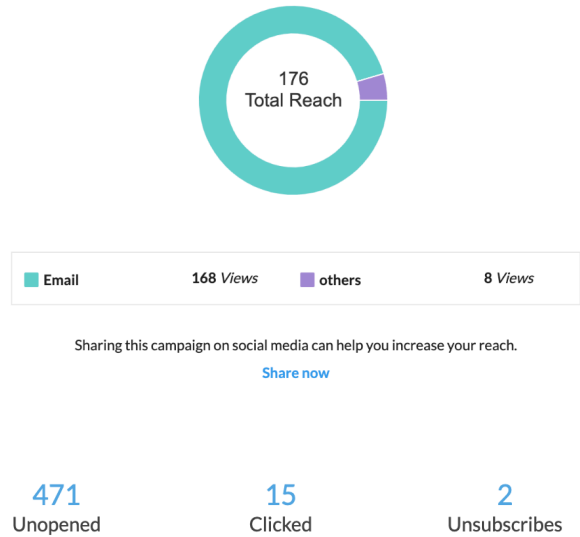 176
Total Reach
Email 168 Views others 8 Views
Sharing this campaign on social media can help you increase your reach.
Share now
471 15 2
Unopened Clicked Unsubscribes